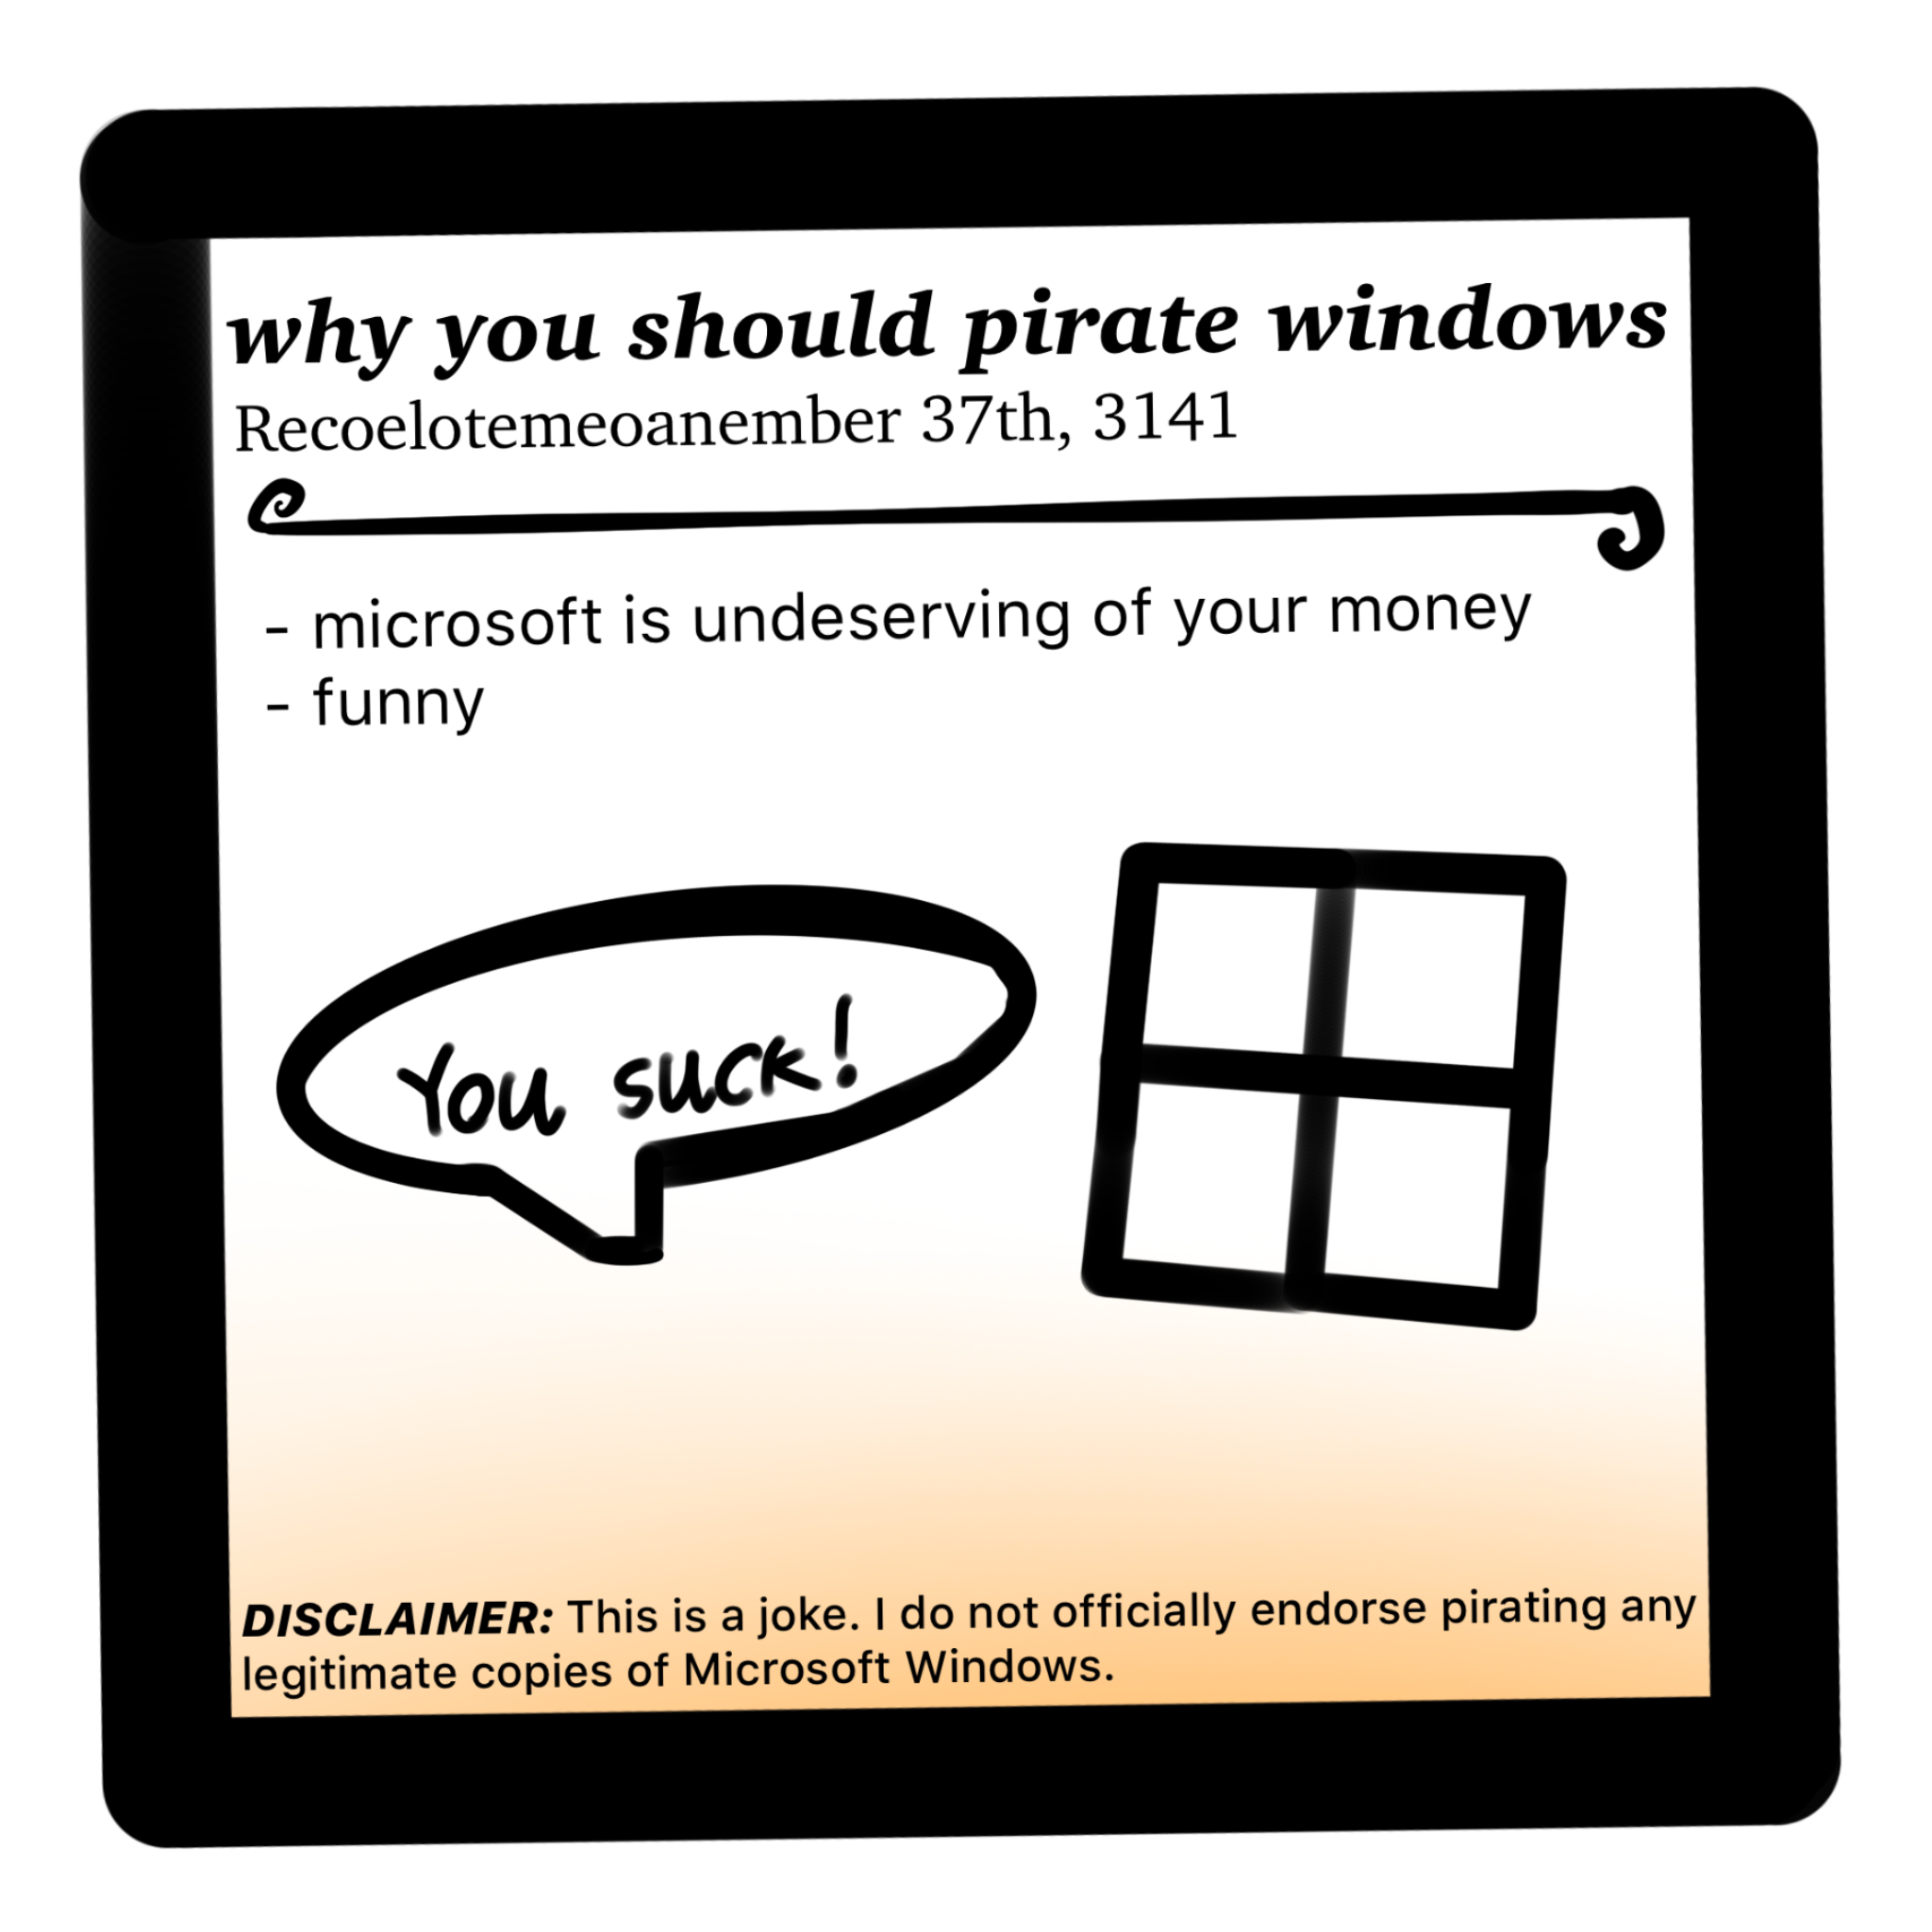 why you should pirate windows
Recoelotemeoanember 37th, 3141
- microsoft is undeserving of your money
- funny
You suck!
DISCLAIMER: This is a joke. I do not officially endorse pirating any
legitimate copies of Microsoft Windows.